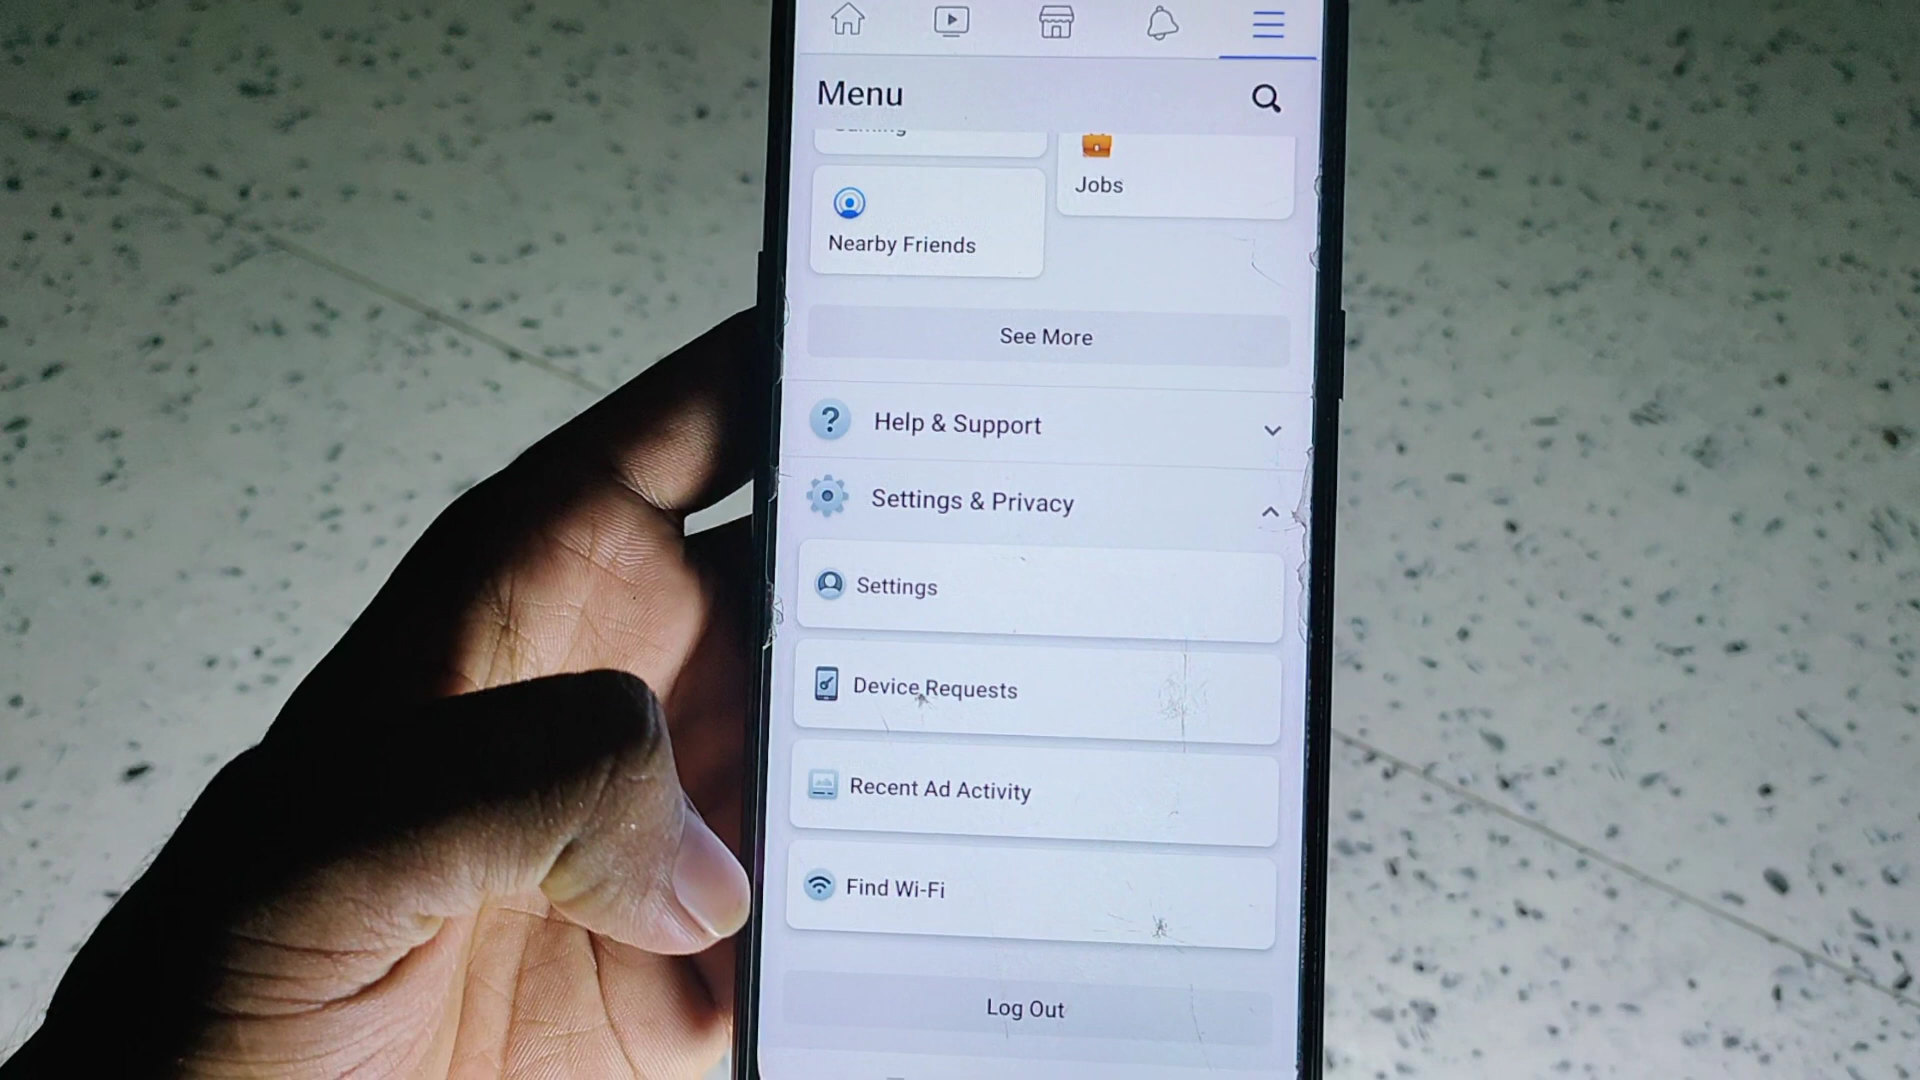 Menu
Jobs
Nearby Friends
See More
Help & Support
Settings & Privacy
Settings
Device Requests
Recent Ad Activity
Find Wi-Fi
Log Out